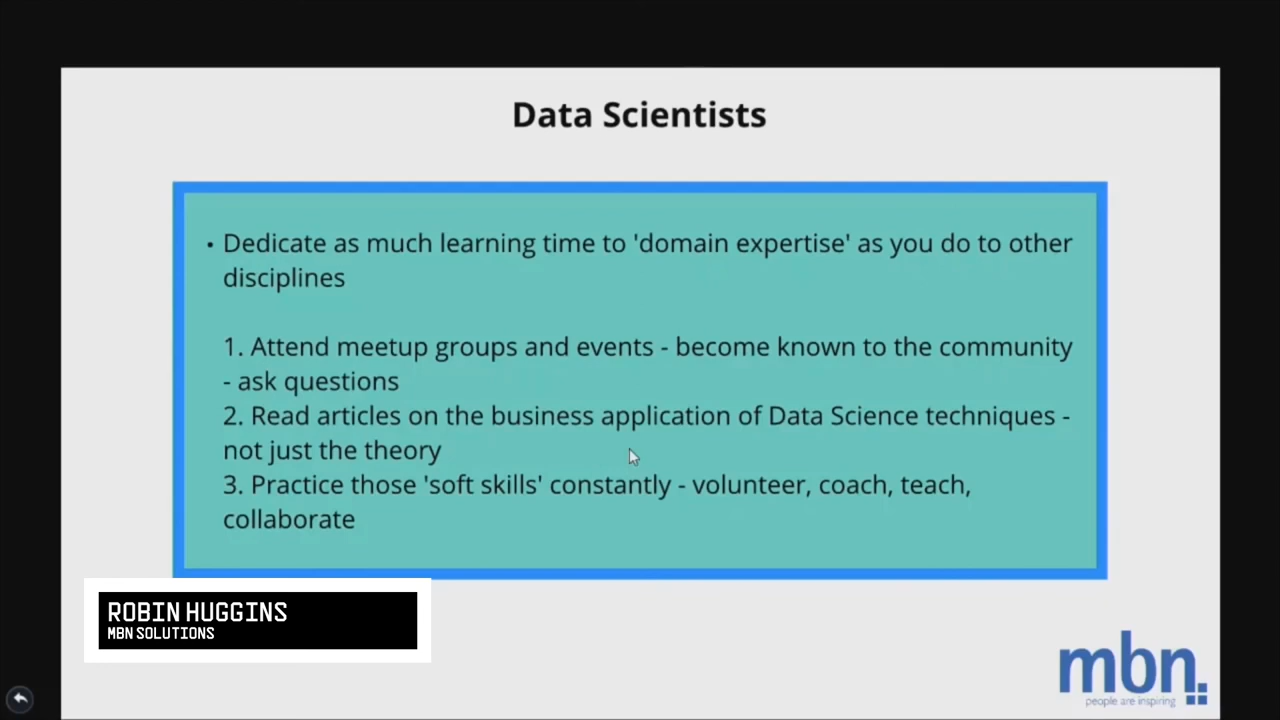 Data Scientists
• Dedicate as much learning time to 'domain expertise' as you do to other
disciplines
1. Attend meetup groups and events - become known to the community
- ask questions
2. Read articles on the business application of Data Science techniques -
not just the theory
3. Practice those 'soft skills' constantly - volunteer, coach, teach,
collaborate
ROBIN HUGGINS
MBN SOLUTIONS
mbn
people are inspiring